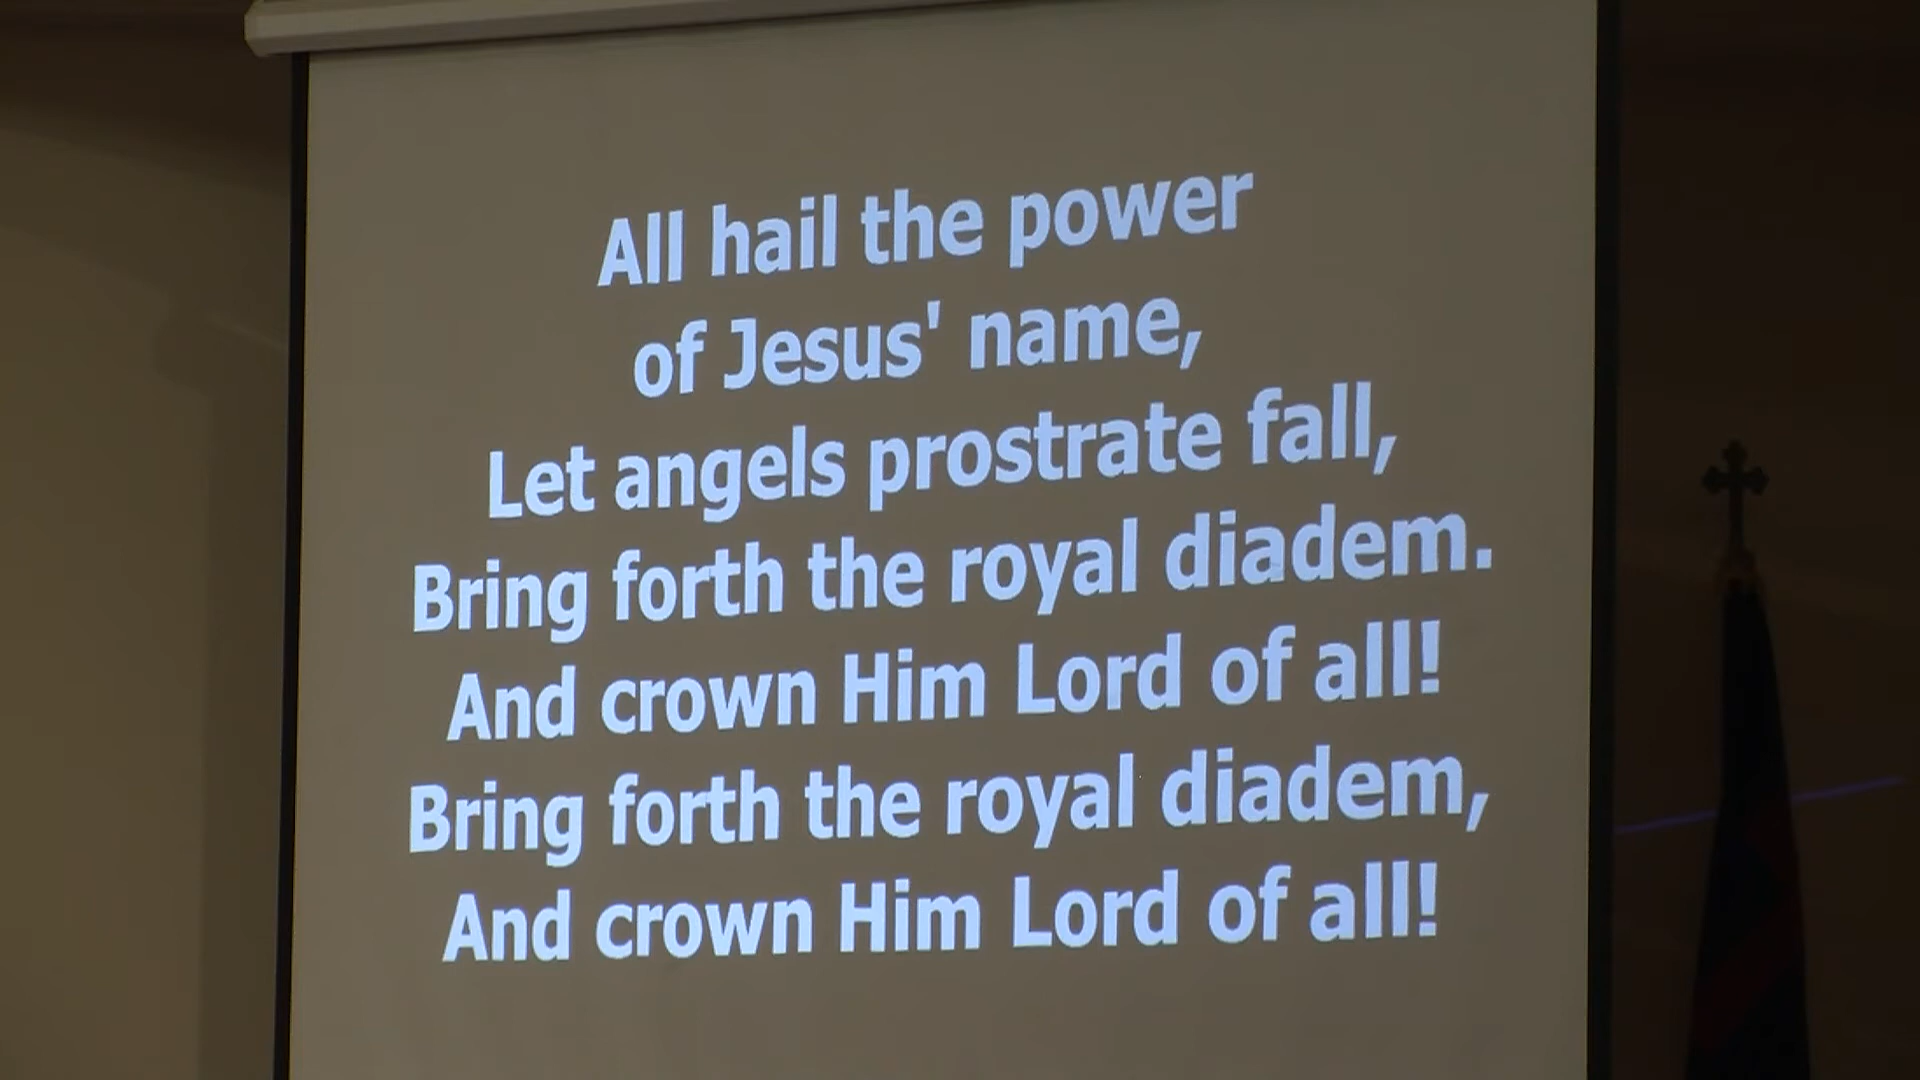 All hail the power
of Jesus' name,
Let angels prostrate fall,
Bring forth the royal diadem.
And crown Him Lord of all!
Bring forth the royal diadem,
And crown Him Lord of all!